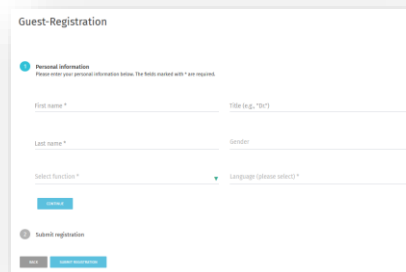 Guest-Registration
1 Personal information
Please enter your personal information below. The fields marked with * are required.
First name *
Title (e.g., "Dr.")
Last name *
Gender
Select function *
Language (please select) *
CONTINUE
2 Submit registration
BACK
SUBMIT REGISTRATION